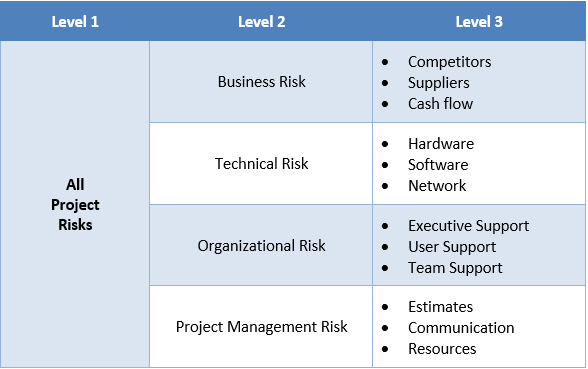 Level 1 Level 2 Level 3
All
Project
Risks
Business Risk
• Competitors
• Suppliers
• Cash flow
Technical Risk
• Hardware
• Software
• Network
Organizational Risk
• Executive Support
• User Support
• Team Support
Project Management Risk
• Estimates
• Communication
• Resources